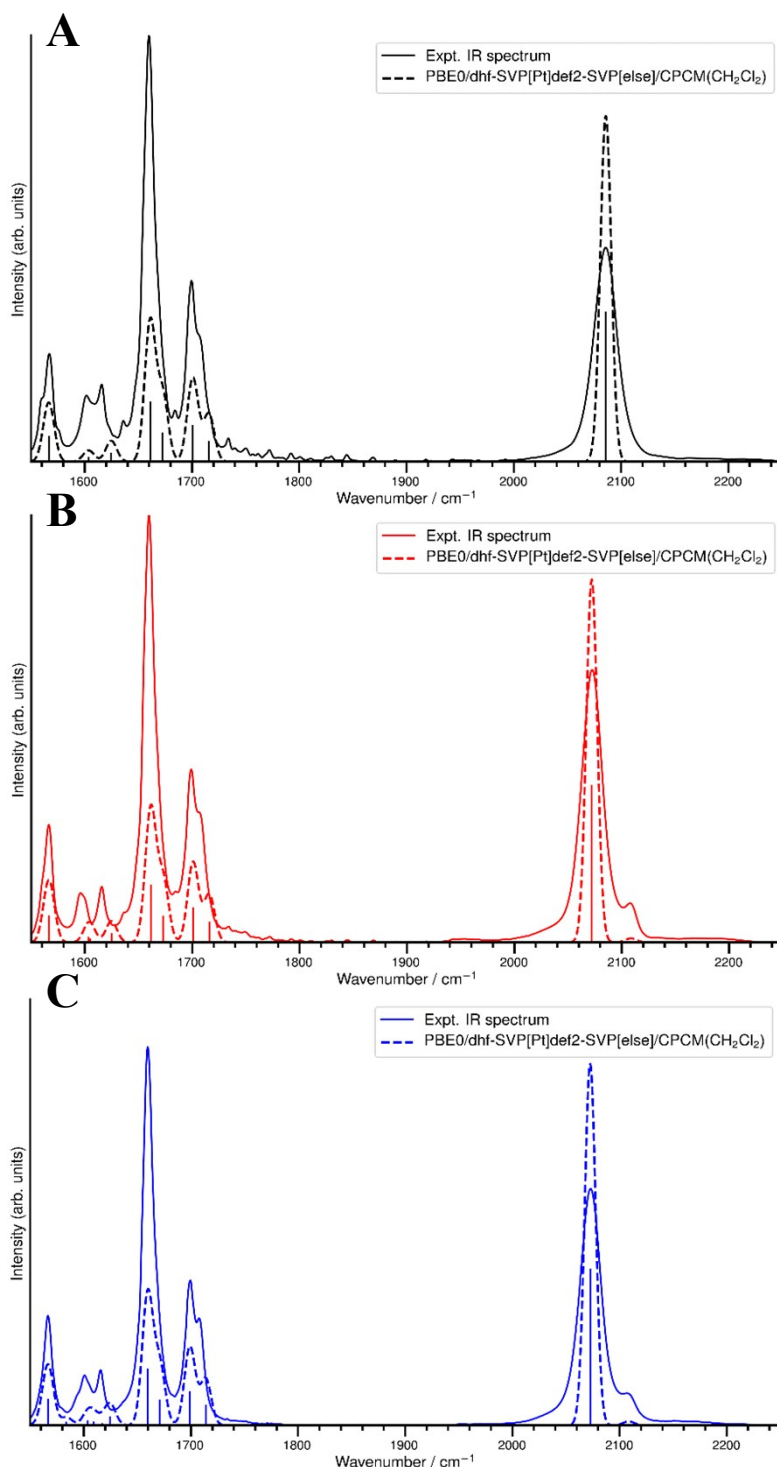 A
Expt. IR spectrum
PBE0/dhf-SVP[Pt]def2-SVP[else]/CPCM(CH₂Cl₂)
Intensity (arb. units)
1600 1700 1800 1900 2000 2100 2200
Wavenumber / cm⁻¹
B
Expt. IR spectrum
PBE0/dhf-SVP[Pt]def2-SVP[else]/CPCM(CH₂Cl₂)
Intensity (arb. units)
1600 1700 1800 1900 2000 2100 2200
Wavenumber / cm⁻¹
C
Expt. IR spectrum
PBE0/dhf-SVP[Pt]def2-SVP[else]/CPCM(CH₂Cl₂)
Intensity (arb. units)
1600 1700 1800 1900 2000 2100 2200
Wavenumber / cm⁻¹